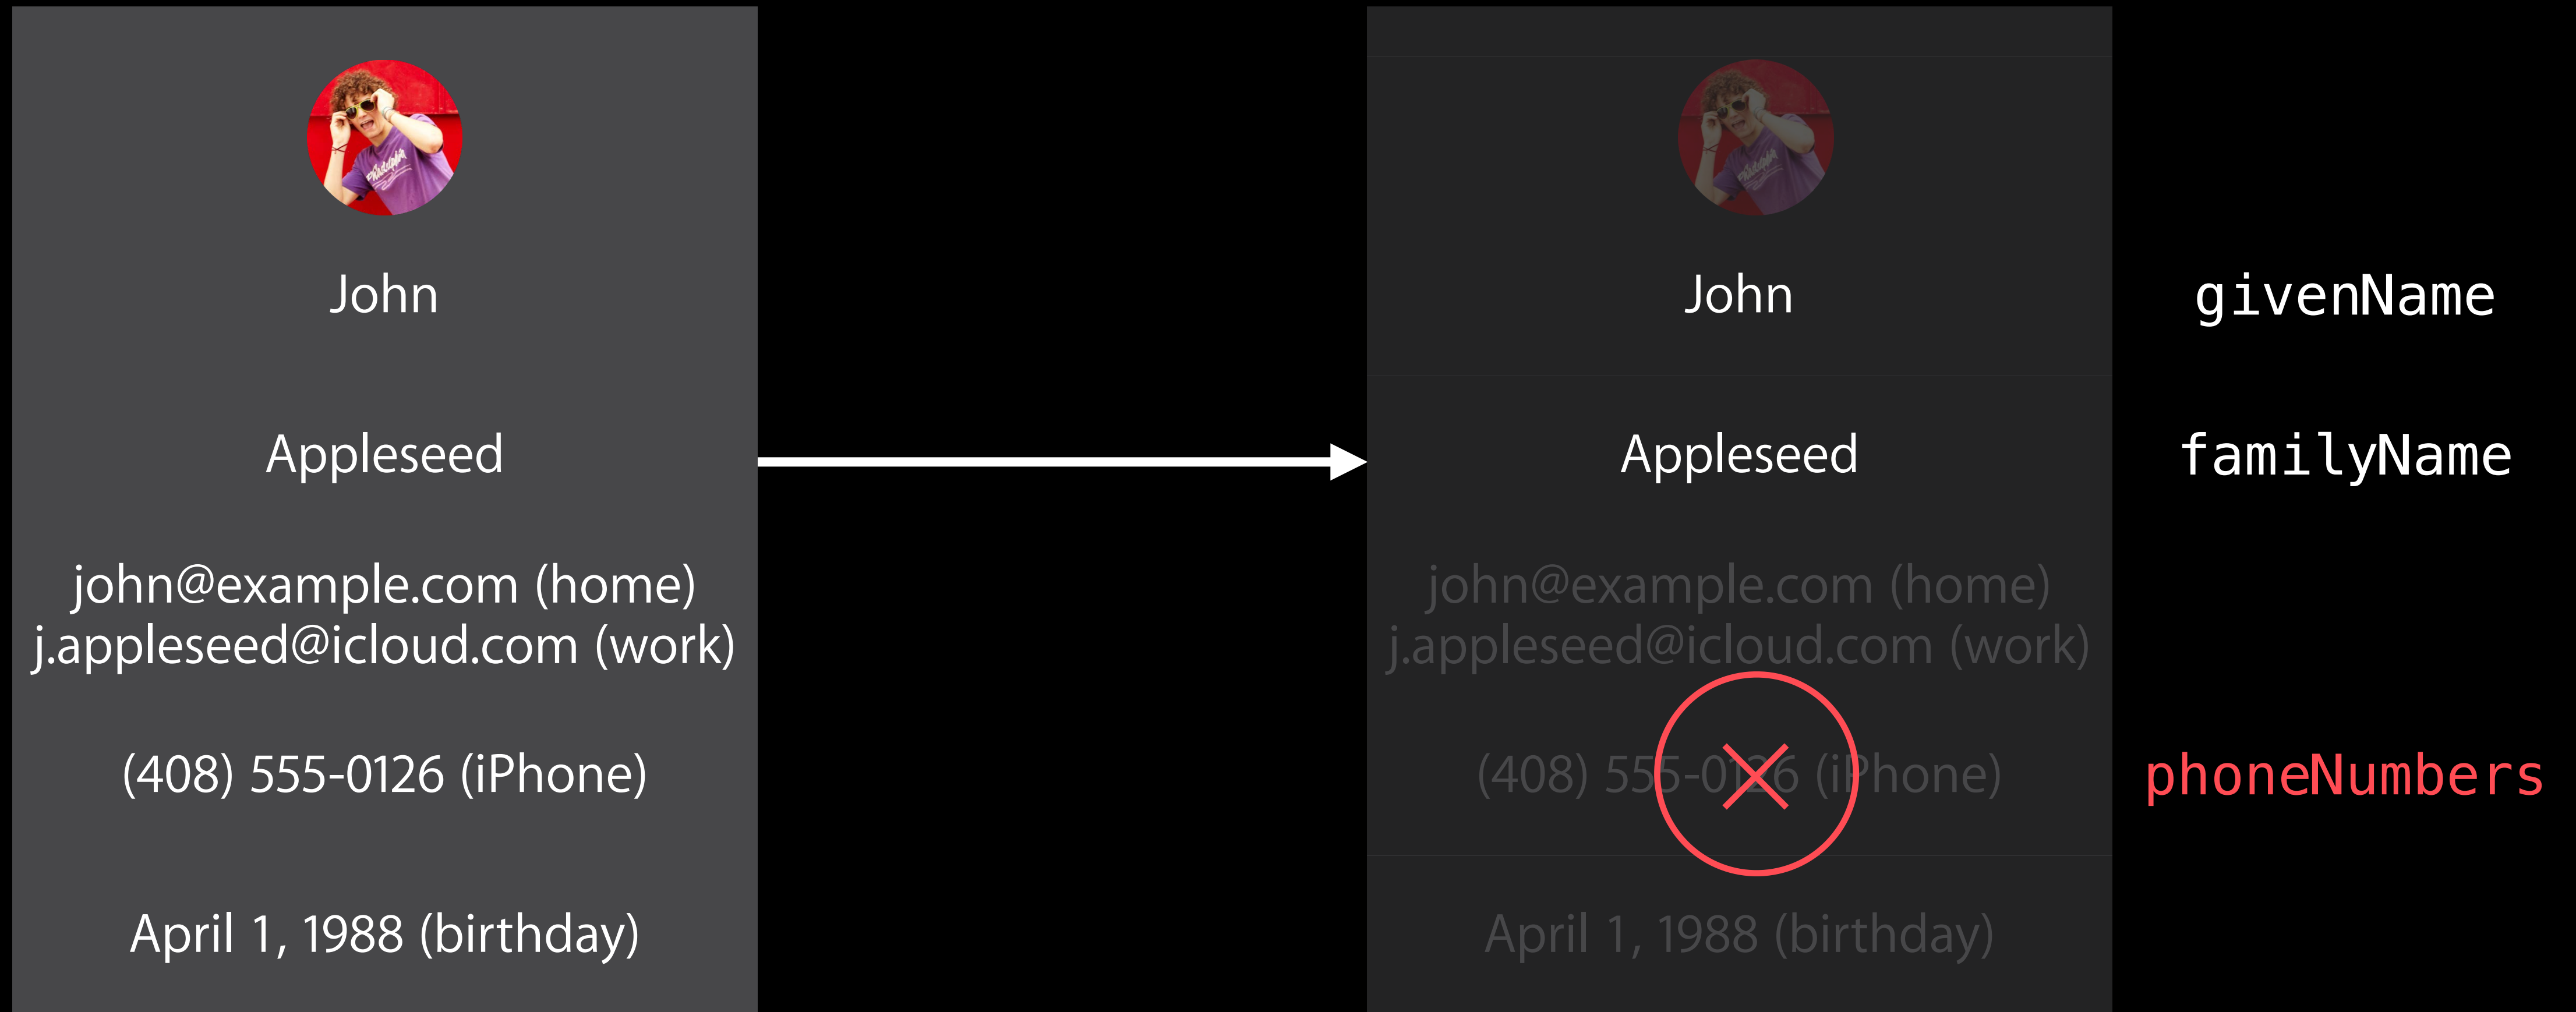 John
Appleseed
john@example.com (home)
j.appleseed@icloud.com (work)
(408) 555-0126 (iPhone)
April 1, 1988 (birthday)
John
Appleseed
john@example.com (home)
j.appleseed@icloud.com (work)
(408) 555-0126 (iPhone)
April 1, 1988 (birthday)
givenName
familyName
phoneNumbers
Philadelphia